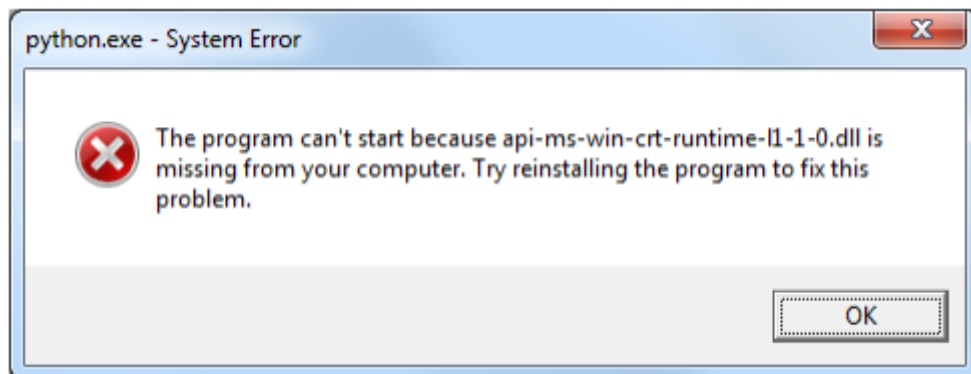 python.exe - System Error
The program can't start because api-ms-win-crt-runtime-l1-1-0.dll is
missing from your computer. Try reinstalling the program to fix this
problem.
OK